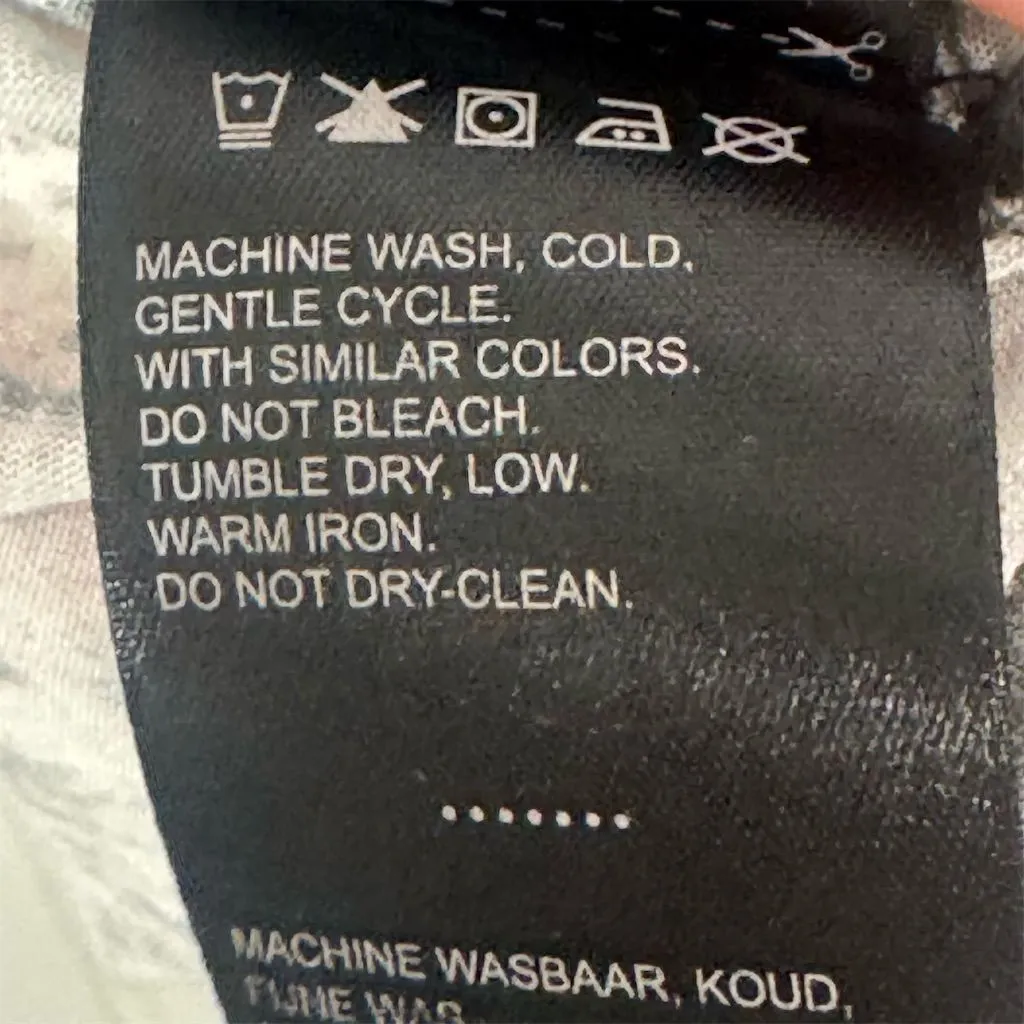 MACHINE WASH, COLD,
GENTLE CYCLE.
WITH SIMILAR COLORS.
DO NOT BLEACH.
TUMBLE DRY, LOW.
WARM IRON.
DO NOT DRY-CLEAN.
MACHINE WASBAAR, KOUD,